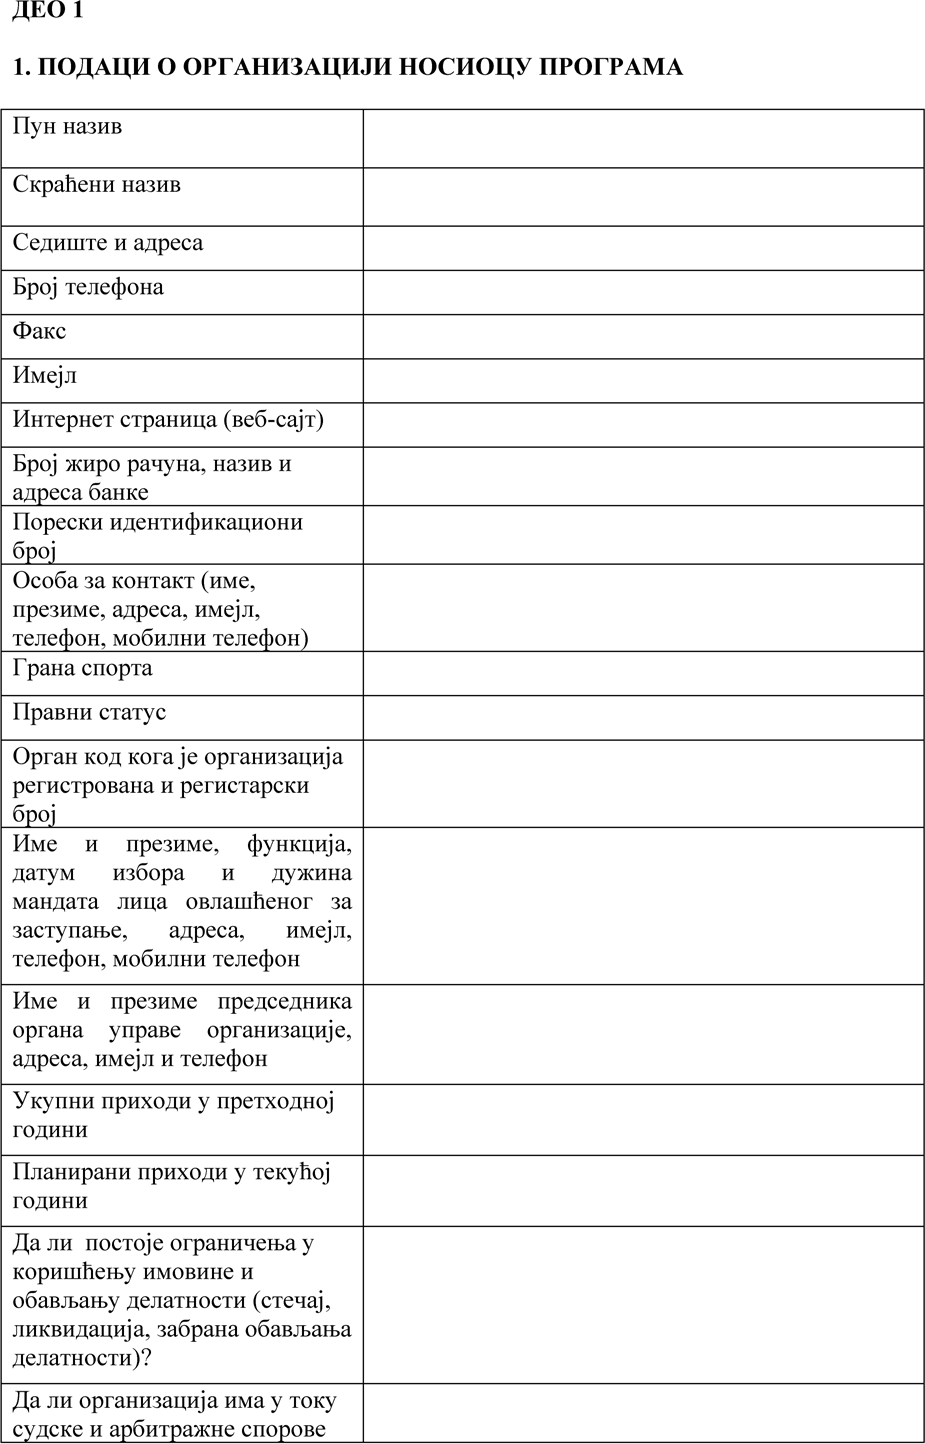 ДЕО 1
1. ПОДАЦИ О ОРГАНИЗАЦИЈИ НОСИОЦУ ПРОГРАМА
Пун назив
Скраћени назив
Седиште и адреса
Број телефона
Факс
Имејл
Интернет страница (веб-сајт)
Број жиро рачуна, назив и
адреса банке
Порески идентификациони
број
Особа за контакт (име,
презиме, адреса, имејл,
телефон, мобилни телефон)
Грана спорта
Правни статус
Орган код кога је организација
регистрована и регистарски
број
Име и презиме, функција,
датум избора и дужина
мандата лица овлашћеног за
заступање, адреса, имејл,
телефон, мобилни телефон
Име и презиме председника
органа управе организације,
адреса, имејл и телефон
Укупни приходи у претходној
години
Планирани приходи у текућој
години
Да ли  постоје ограничења у
коришћењу имовине и
обављању делатности (стечај,
ликвидација, забрана обављања
делатности)?
Да ли организација има у току
судске и арбитражне спорове